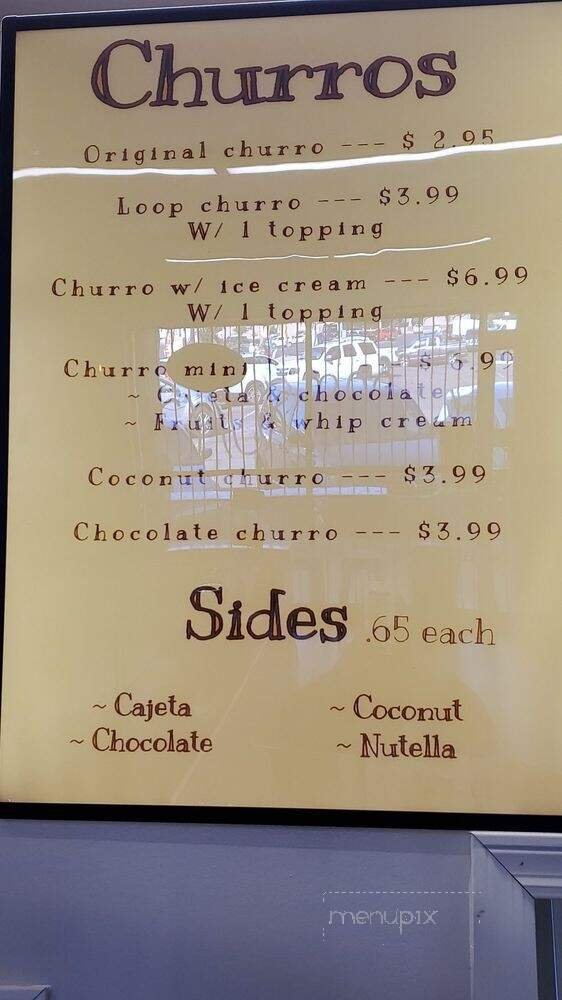 Churros
Original churro --- $ 2.95
Loop churro --- $3.99
W/ 1 topping
Churro w/ ice cream --- $6.99
W/ 1 topping
Churro mini
~ Cajeta & chocolate
~ Fruits & whip cream
Coconut churro --- $3.99
Chocolate churro --- $3.99
Sides .65 each
~ Cajeta
~ Chocolate
~ Coconut
~ Nutella
menupix